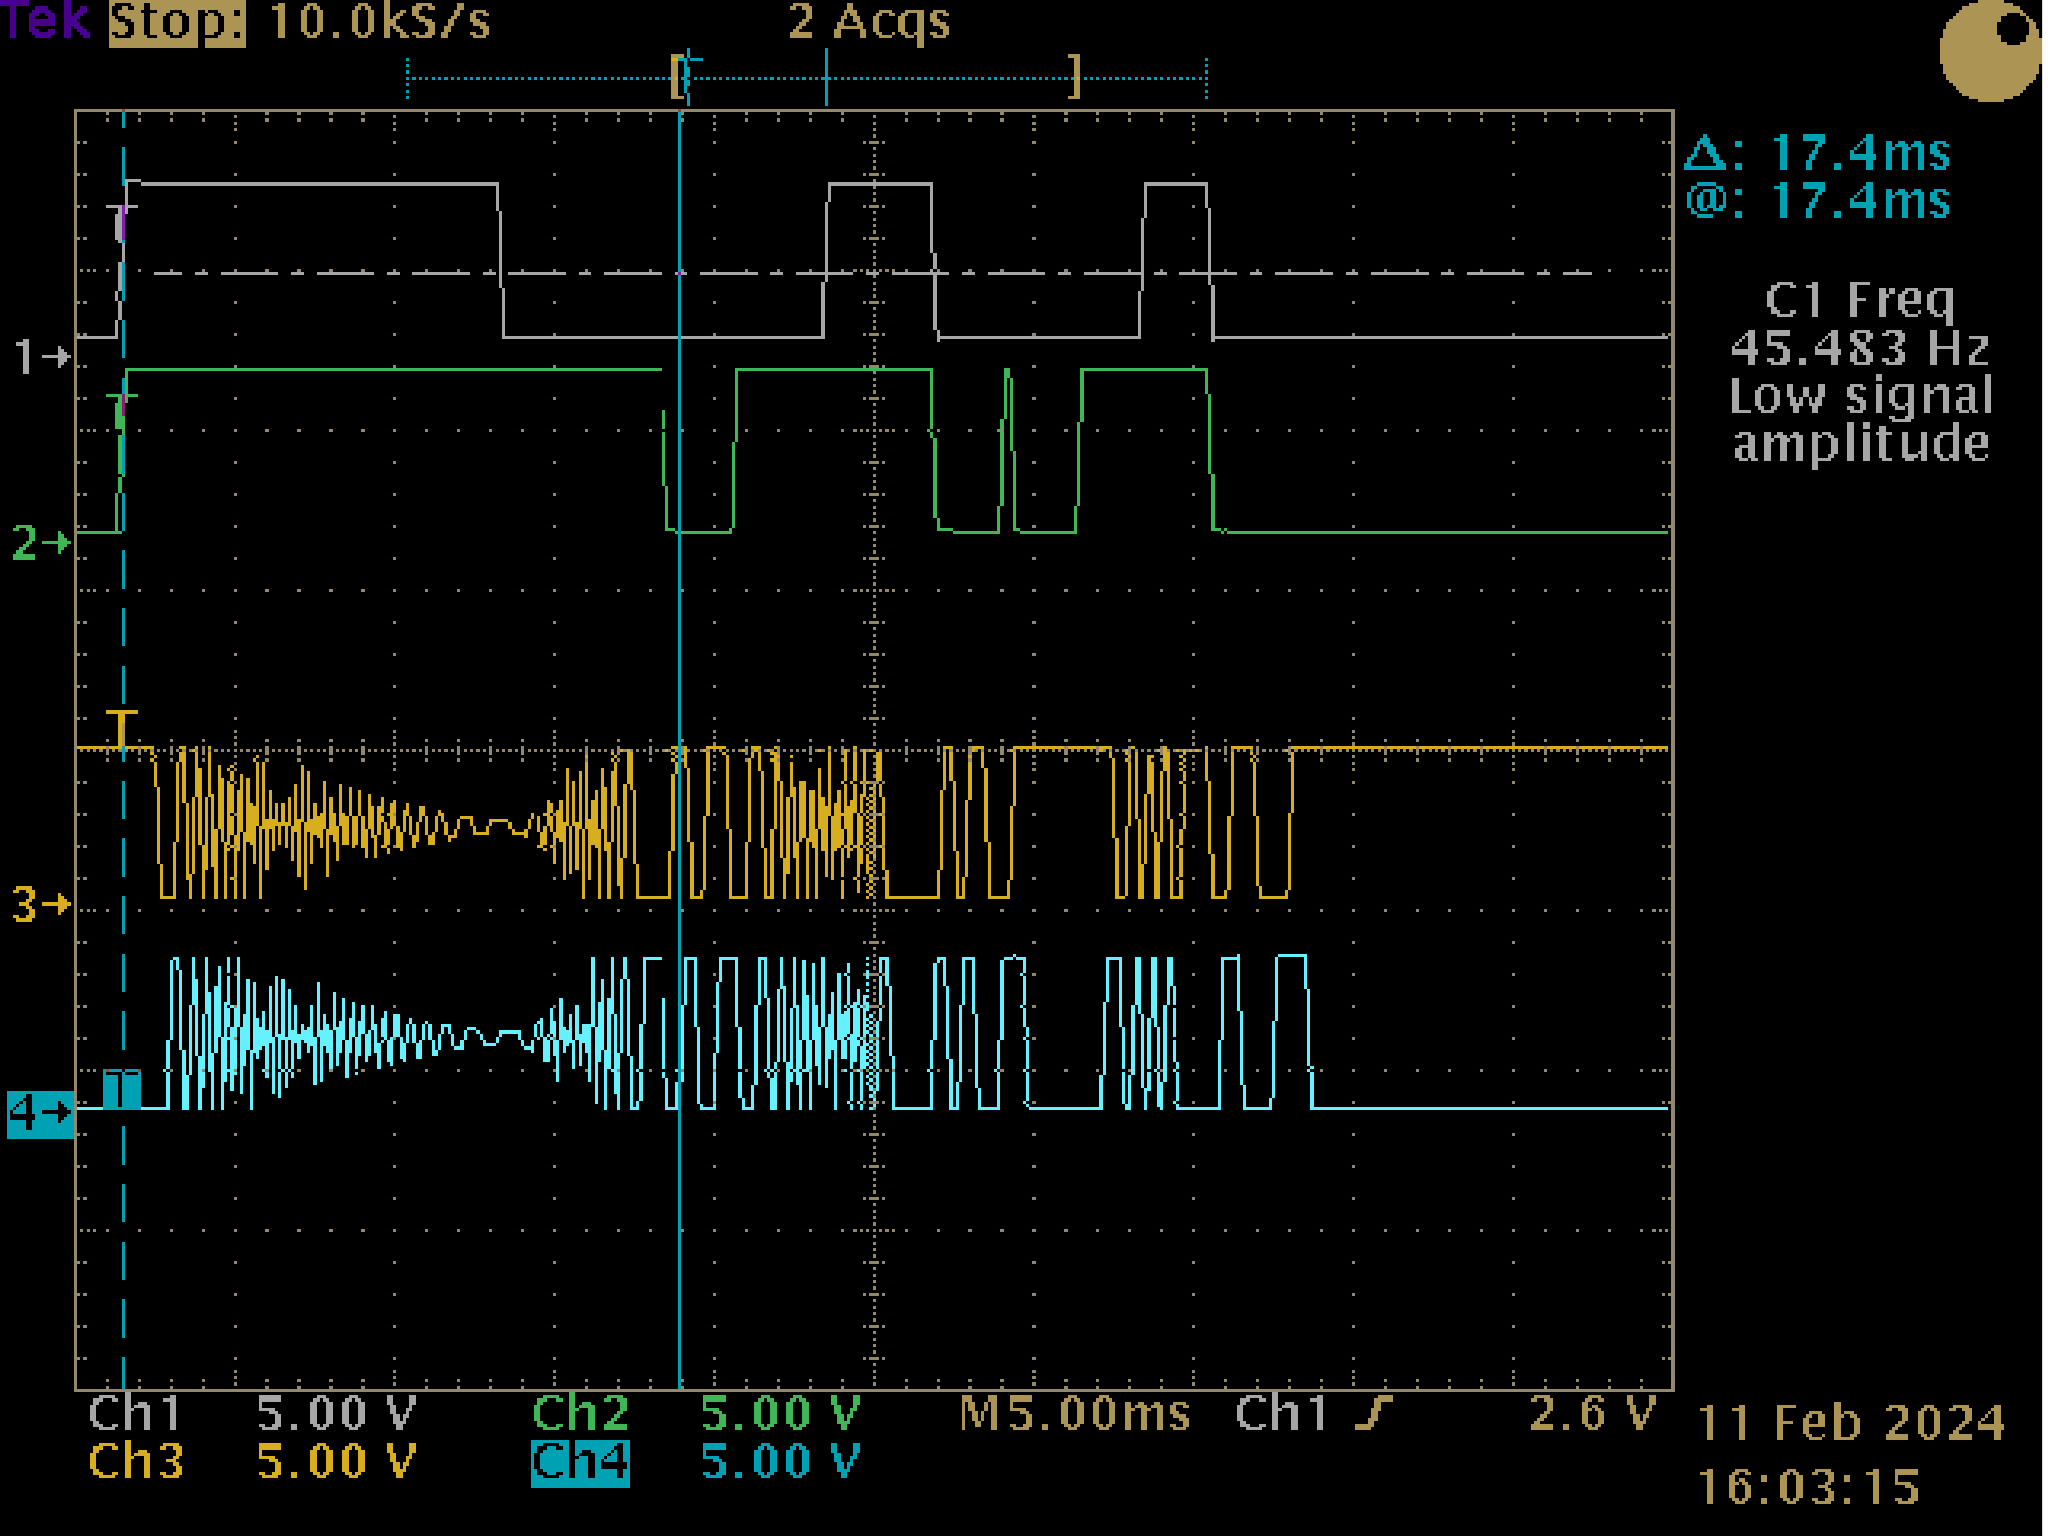 Tek Stop: 10.0kS/s 2 Acqs
Δ: 17.4ms
@: 17.4ms
C1 Freq
45.483 Hz
Low signal
amplitude
1
2
3
4
Ch1 5.00 V Ch2 5.00 V M5.00ms Ch1 2.6 V
Ch3 5.00 V Ch4 5.00 V
11 Feb 2024
16:03:15